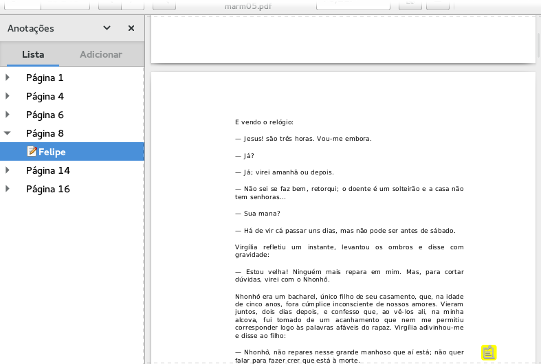 marm05.pdf
Anotações
Lista
Adicionar
Página 1
Página 4
Página 6
Página 8
Felipe
Página 14
Página 16
E vendo o relógio:
— Jesus! são três horas. Vou-me embora.
— Já?
— Já; virei amanhã ou depois.
— Não sei se faz bem, retorqui; o doente é um solteirão e a casa não
tem senhoras...
— Sua mana?
— Há de vir cá passar uns dias, mas não pode ser antes de sábado.
Virgília refletiu um instante, levantou os ombros e disse com
gravidade:
— Estou velha! Ninguém mais repara em mim. Mas, para cortar
dúvidas, virei com o Nhonhô.
Nhonhô era um bacharel, único filho de seu casamento, que, na idade
de cinco anos, fora cúmplice inconsciente de nossos amores. Vieram
juntos, dois dias depois, e confesso que, ao vê-los ali, na minha
alcova, fui tomado de um acanhamento que nem me permitiu
corresponder logo às palavras afáveis do rapaz. Virgília adivinhou-me
e disse ao filho:
— Nhonhô, não repares nesse grande manhoso que aí está; não quer
falar para fazer crer que está à morte.